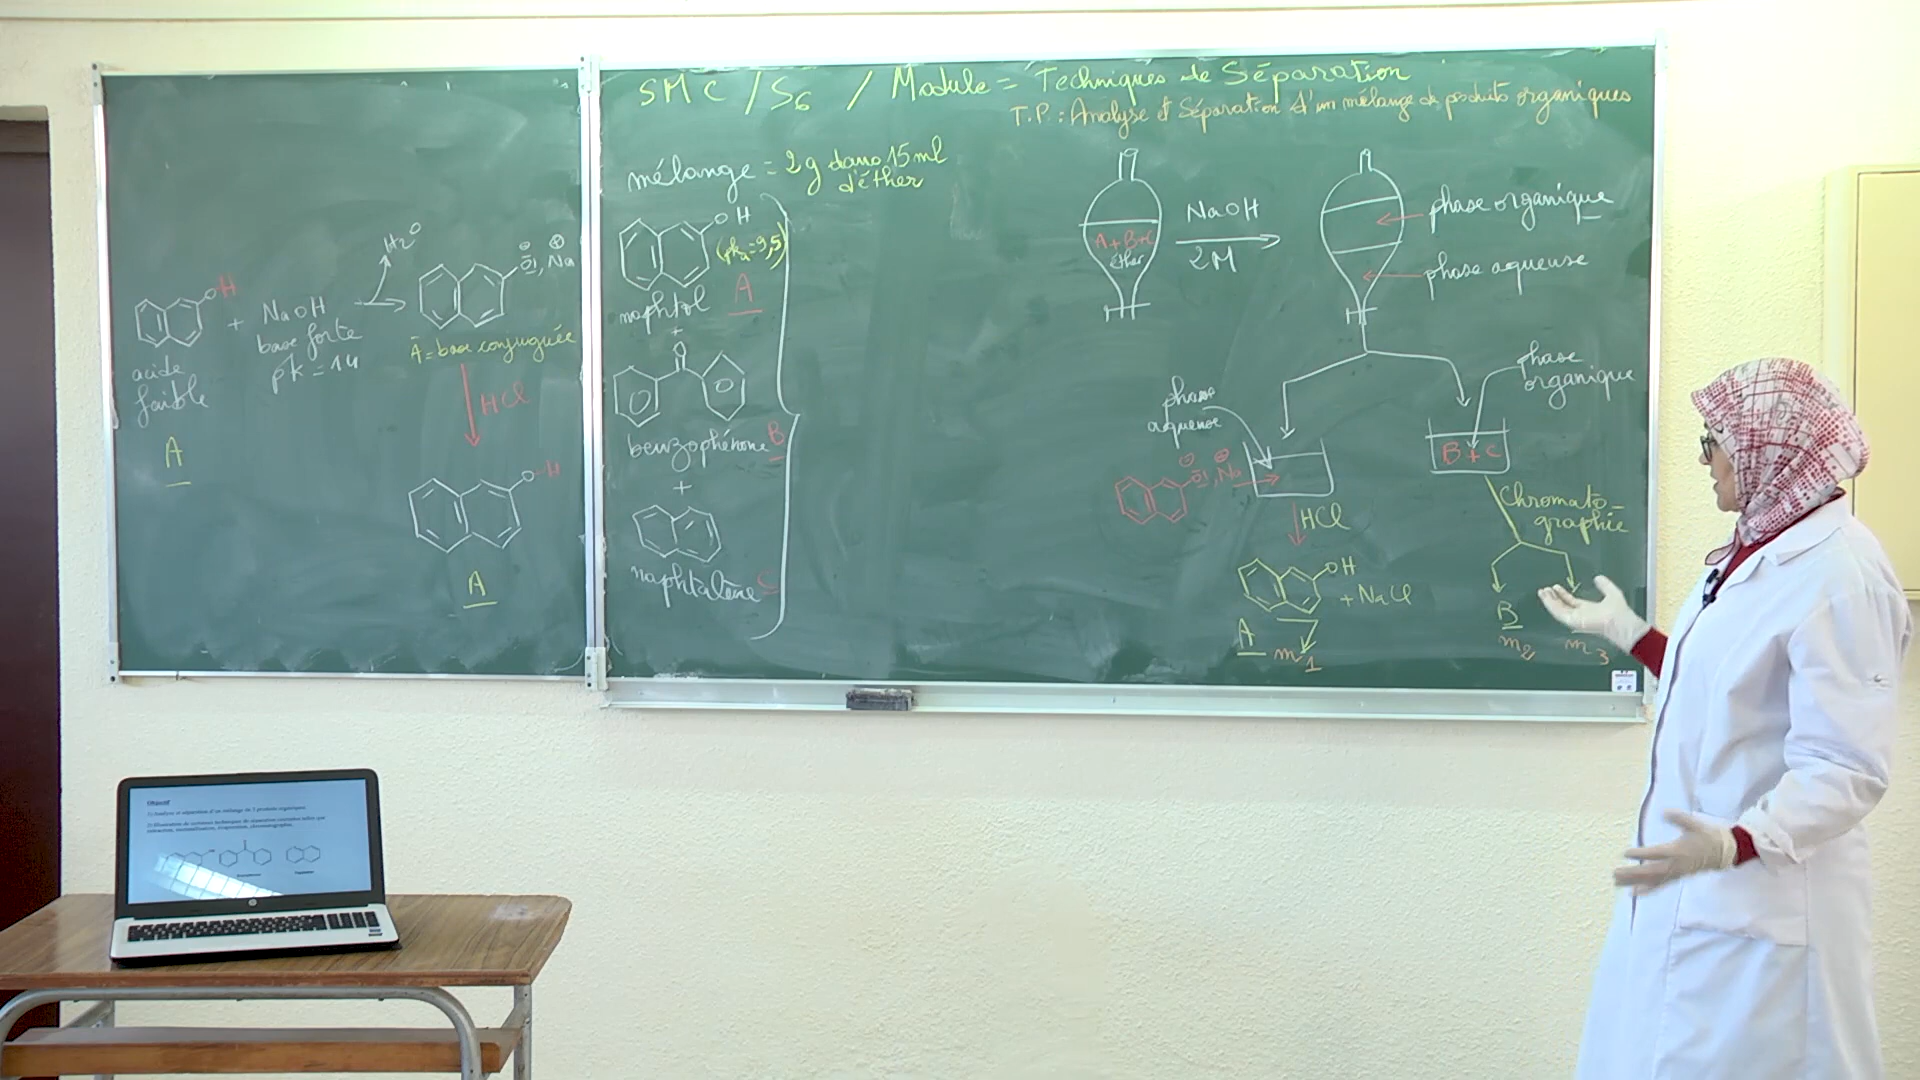 SMC / S6 / Module = Techniques de Séparation
T.P. : Analyse et Séparation d'un mélange de produits organiques
OH
+ NaOH
acide
faible
A
base forte
pk = 14
H2O
⊖ ⊕
O, Na
A⁻ = base conjuguée
HCl
O-H
A
mélange = 2g dans 15 ml
d'éther
OH
(pka = 9,5)
naphtol A
+
O
benzophénone B
+
naphtalène C
A+B+C
éther
NaOH
2M
phase organique
phase aqueuse
phase
aqueuse
phase
organique
B+C
⊖ ⊕
O, Na
HCl
OH
+ NaCl
A m1
Chromato-
graphie
B
m2
m3
Objectif